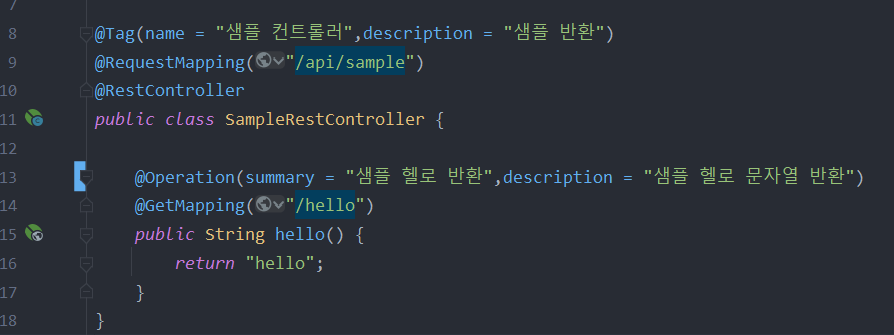 7
8 @Tag(name = "샘플 컨트롤러",description = "샘플 반환")
9 @RequestMapping("/api/sample")
10 @RestController
11 public class SampleRestController {
12
13 @Operation(summary = "샘플 헬로 반환",description = "샘플 헬로 문자열 반환")
14 @GetMapping("/hello")
15 public String hello() {
16 return "hello";
17 }
18 }